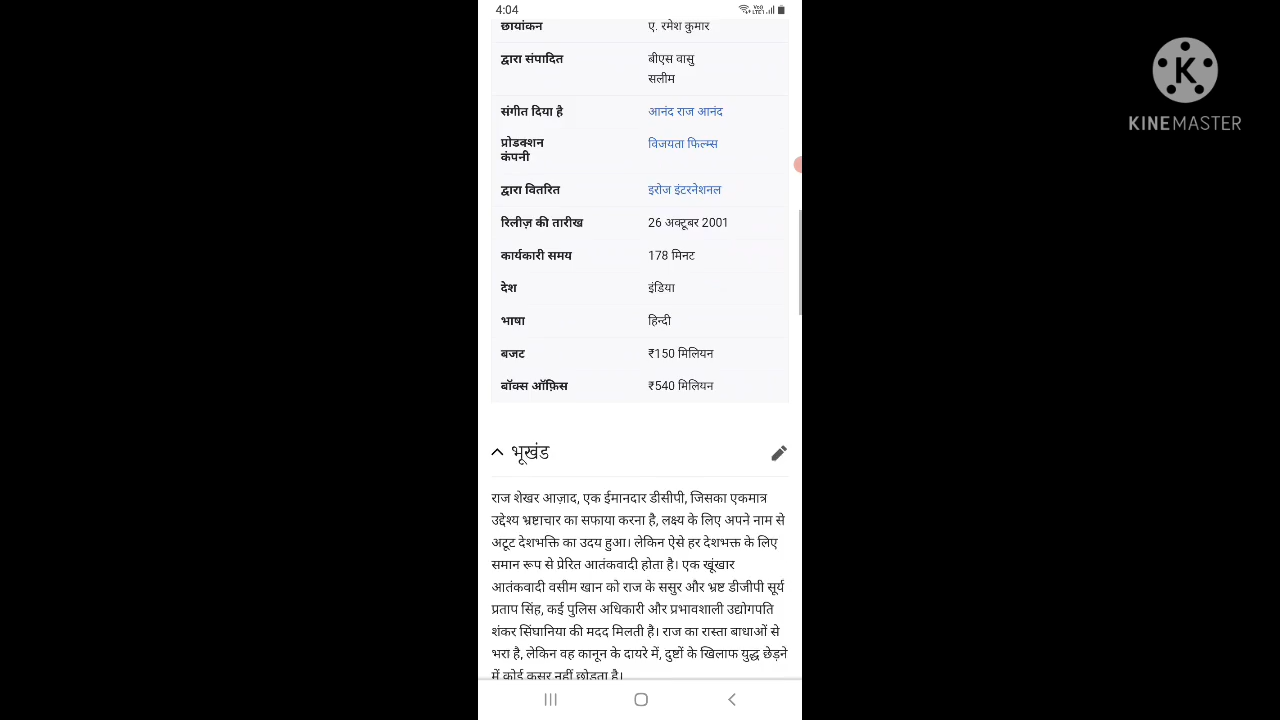 4:04
छायांकन ए. रमेश कुमार
द्वारा संपादित बीएस वासु
सलीम
संगीत दिया है आनंद राज आनंद
प्रोडक्शन विजयता फिल्म्स
कंपनी
द्वारा वितरित इरोज इंटरनेशनल
रिलीज़ की तारीख 26 अक्टूबर 2001
कार्यकारी समय 178 मिनट
देश इंडिया
भाषा हिन्दी
बजट ₹150 मिलियन
बॉक्स ऑफ़िस ₹540 मिलियन
भूखंड
राज शेखर आज़ाद, एक ईमानदार डीसीपी, जिसका एकमात्र
उद्देश्य भ्रष्टाचार का सफाया करना है, लक्ष्य के लिए अपने नाम से
अटूट देशभक्ति का उदय हुआ। लेकिन ऐसे हर देशभक्त के लिए
समान रूप से प्रेरित आतंकवादी होता है। एक खूंखार
आतंकवादी वसीम खान को राज के ससुर और भ्रष्ट डीजीपी सूर्य
प्रताप सिंह, कई पुलिस अधिकारी और प्रभावशाली उद्योगपति
शंकर सिंघानिया की मदद मिलती है। राज का रास्ता बाधाओं से
भरा है, लेकिन वह कानून के दायरे में, दुष्टों के खिलाफ युद्ध छेड़ने
में कोई कसर नहीं छोड़ता है।
K
KINEMASTER